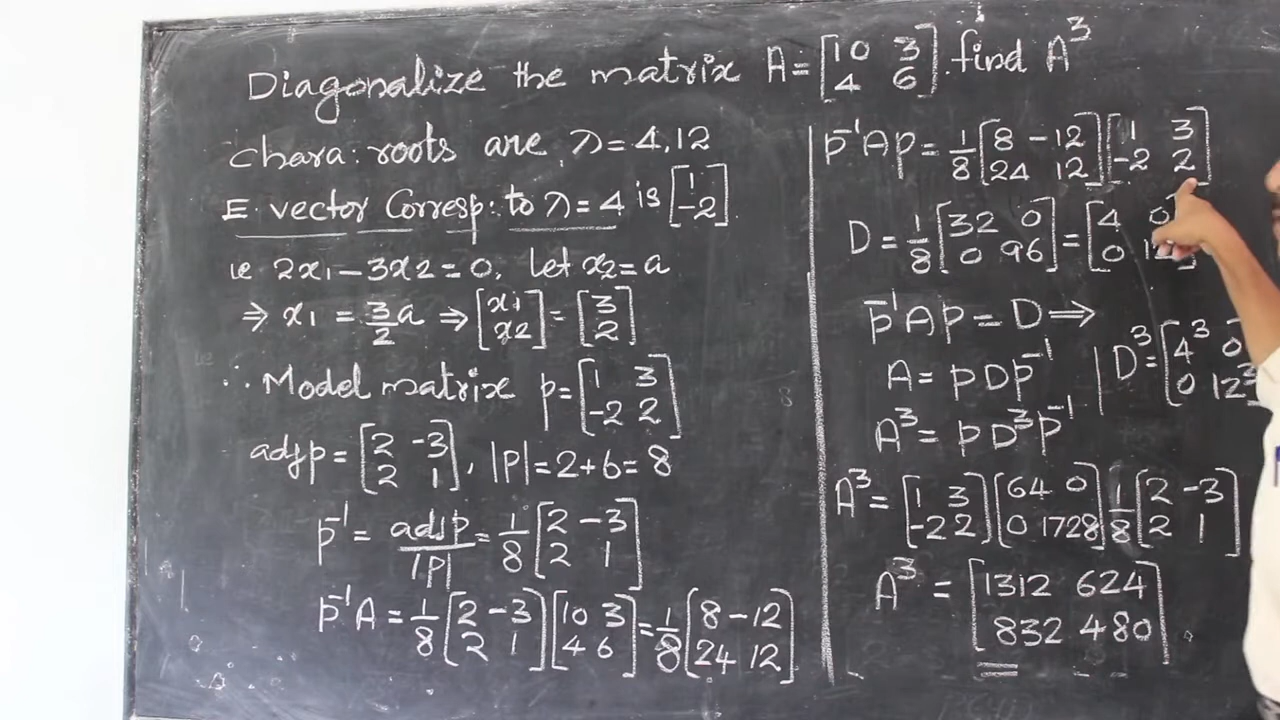 Diagonalize the matrix A = [10 3; 4 6]. find A³
chara: roots are, λ = 4, 12
E. vector Corresp: to λ = 4 is [1; -2]
ie 2x1 - 3x2 = 0, let x2 = a
⇒ x1 = 3/2 a ⇒ [x1; x2] = [3; 2]
∴ Model matrix p = [1 3; -2 2]
adjp = [2 -3; 2 1], |P| = 2+6 = 8
p⁻¹ = adjp/|P| = 1/8 [2 -3; 2 1]
p⁻¹A = 1/8 [2 -3; 2 1] [10 3; 4 6] = 1/8 [8 -12; 24 12]
p⁻¹Ap = 1/8 [8 -12; 24 12] [1 3; -2 2]
D = 1/8 [32 0; 0 96] = [4 0; 0 12]
p⁻¹Ap = D ⇒
A = pDp⁻¹ | D³ = [4³ 0; 0 12³]
A³ = pD³p⁻¹
A³ = [1 3; -2 2] [64 0; 0 1728] 1/8 [2 -3; 2 1]
A³ = [1312 624; 832 480]